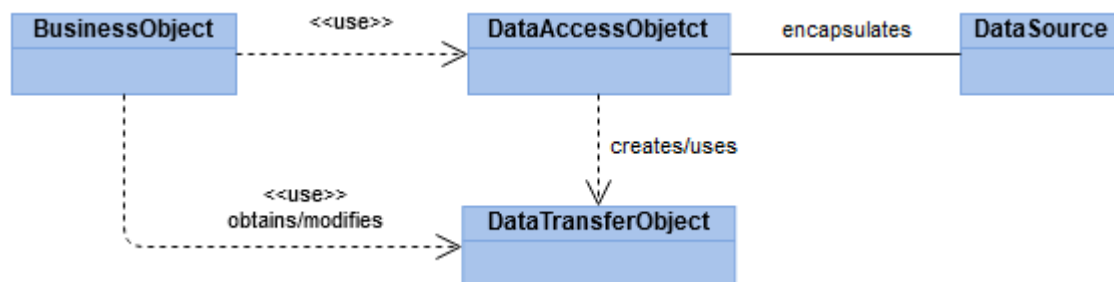 BusinessObject
<<use>>
DataAccessObjetct
encapsulates
DataSource
creates/uses
<<use>>
obtains/modifies
DataTransferObject